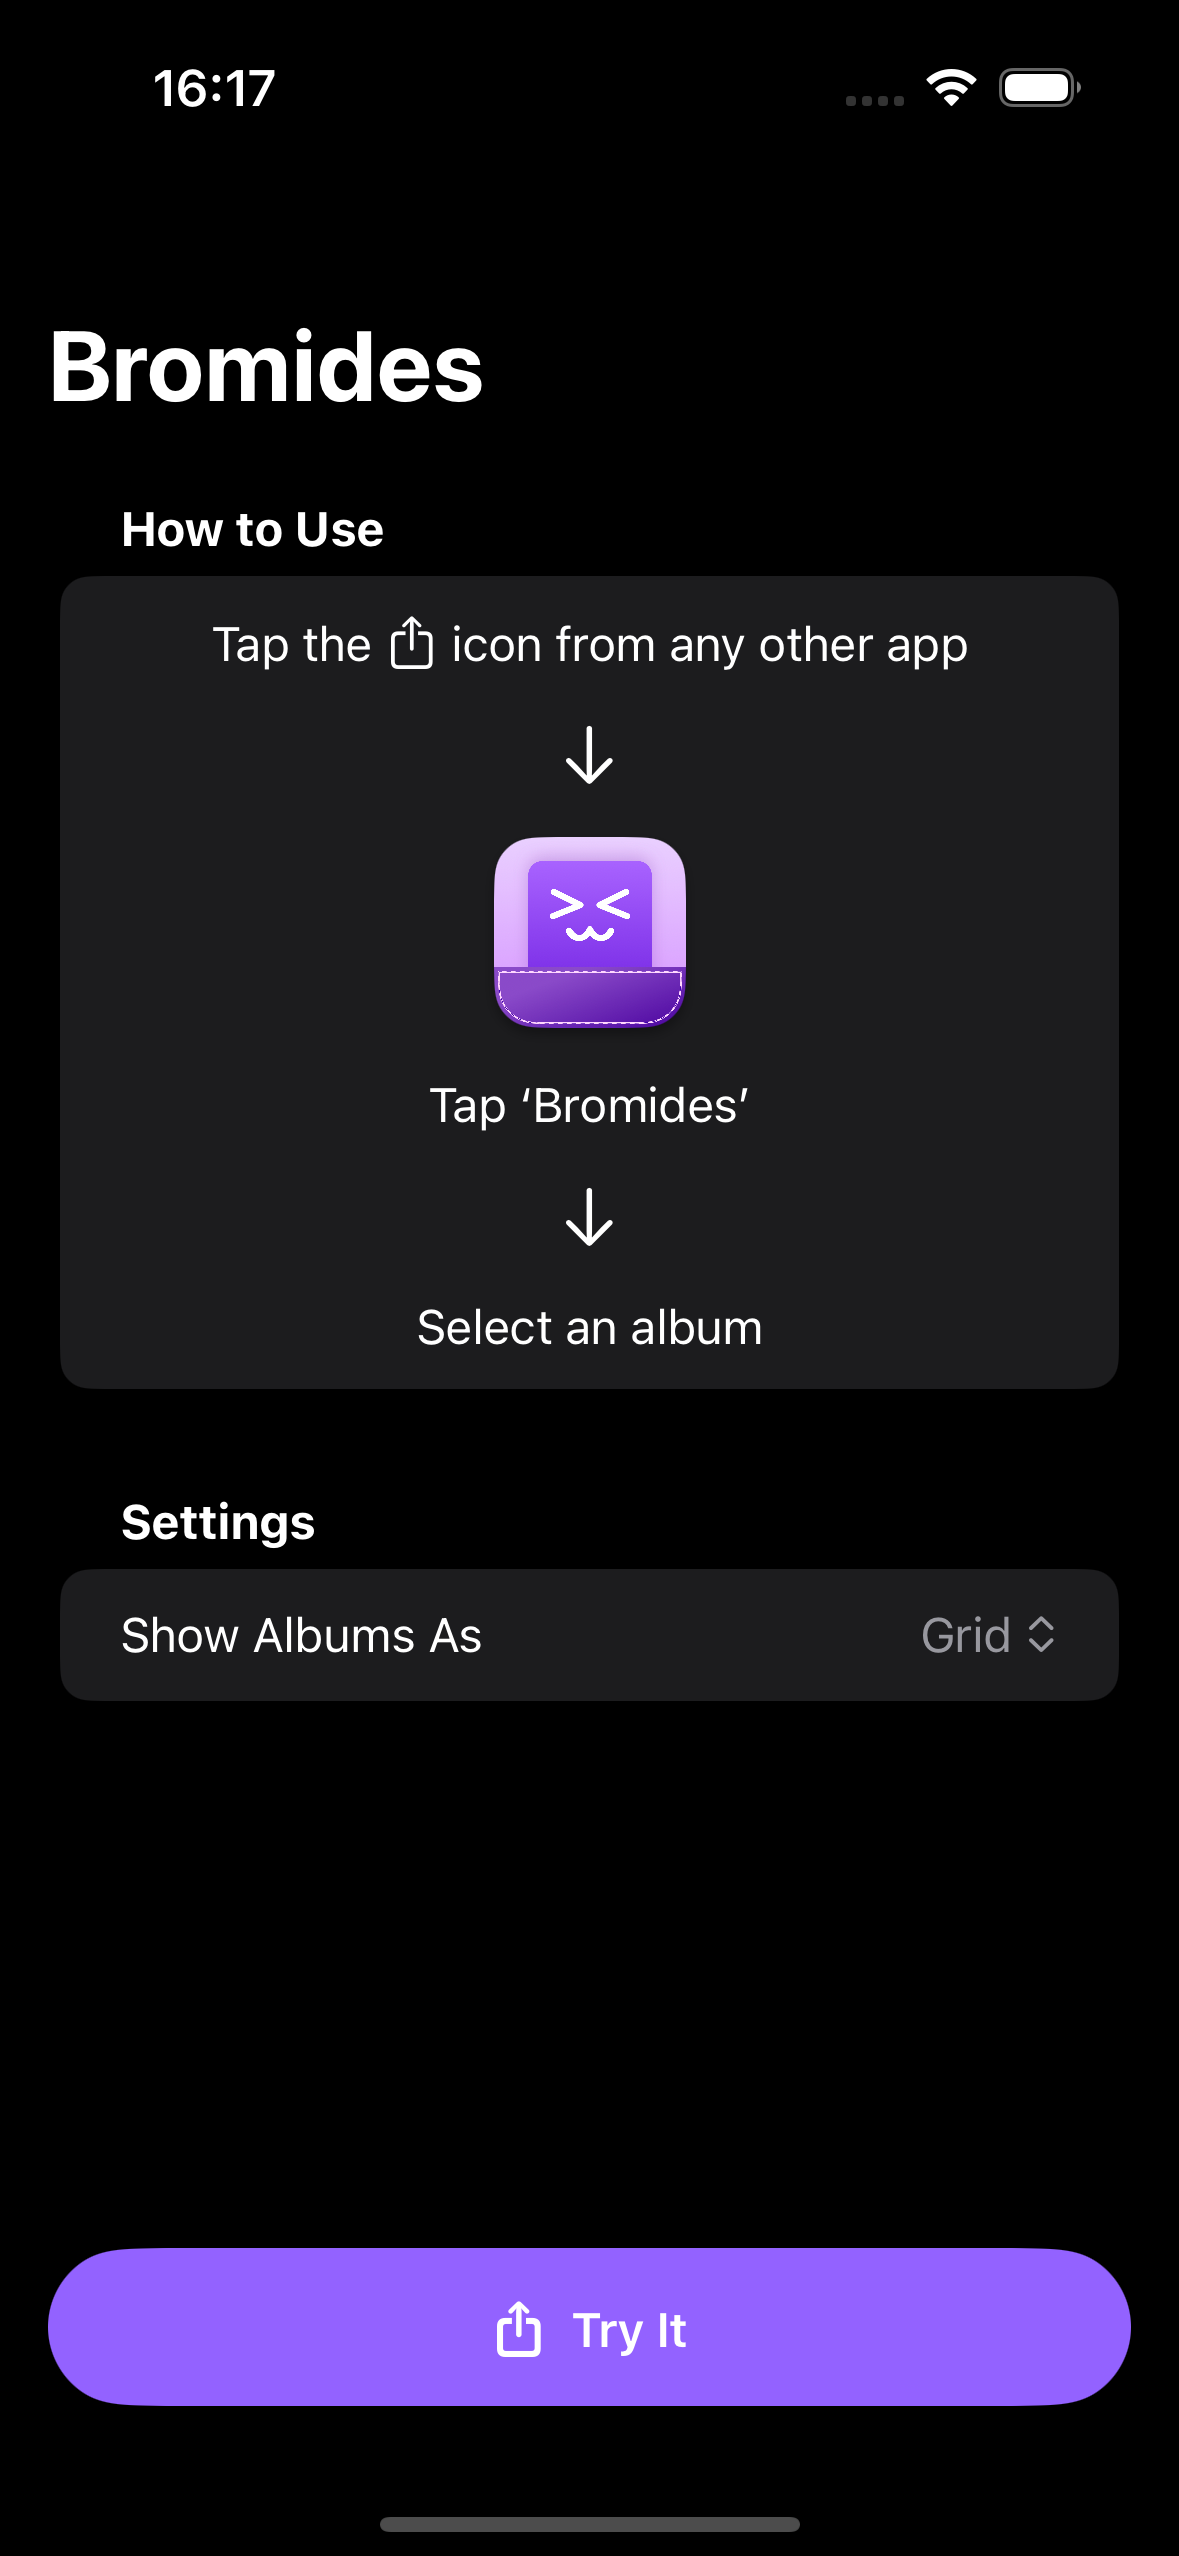 16:17
Bromides
How to Use
Tap the icon from any other app
Tap ‘Bromides’
Select an album
Settings
Show Albums As Grid
Try It